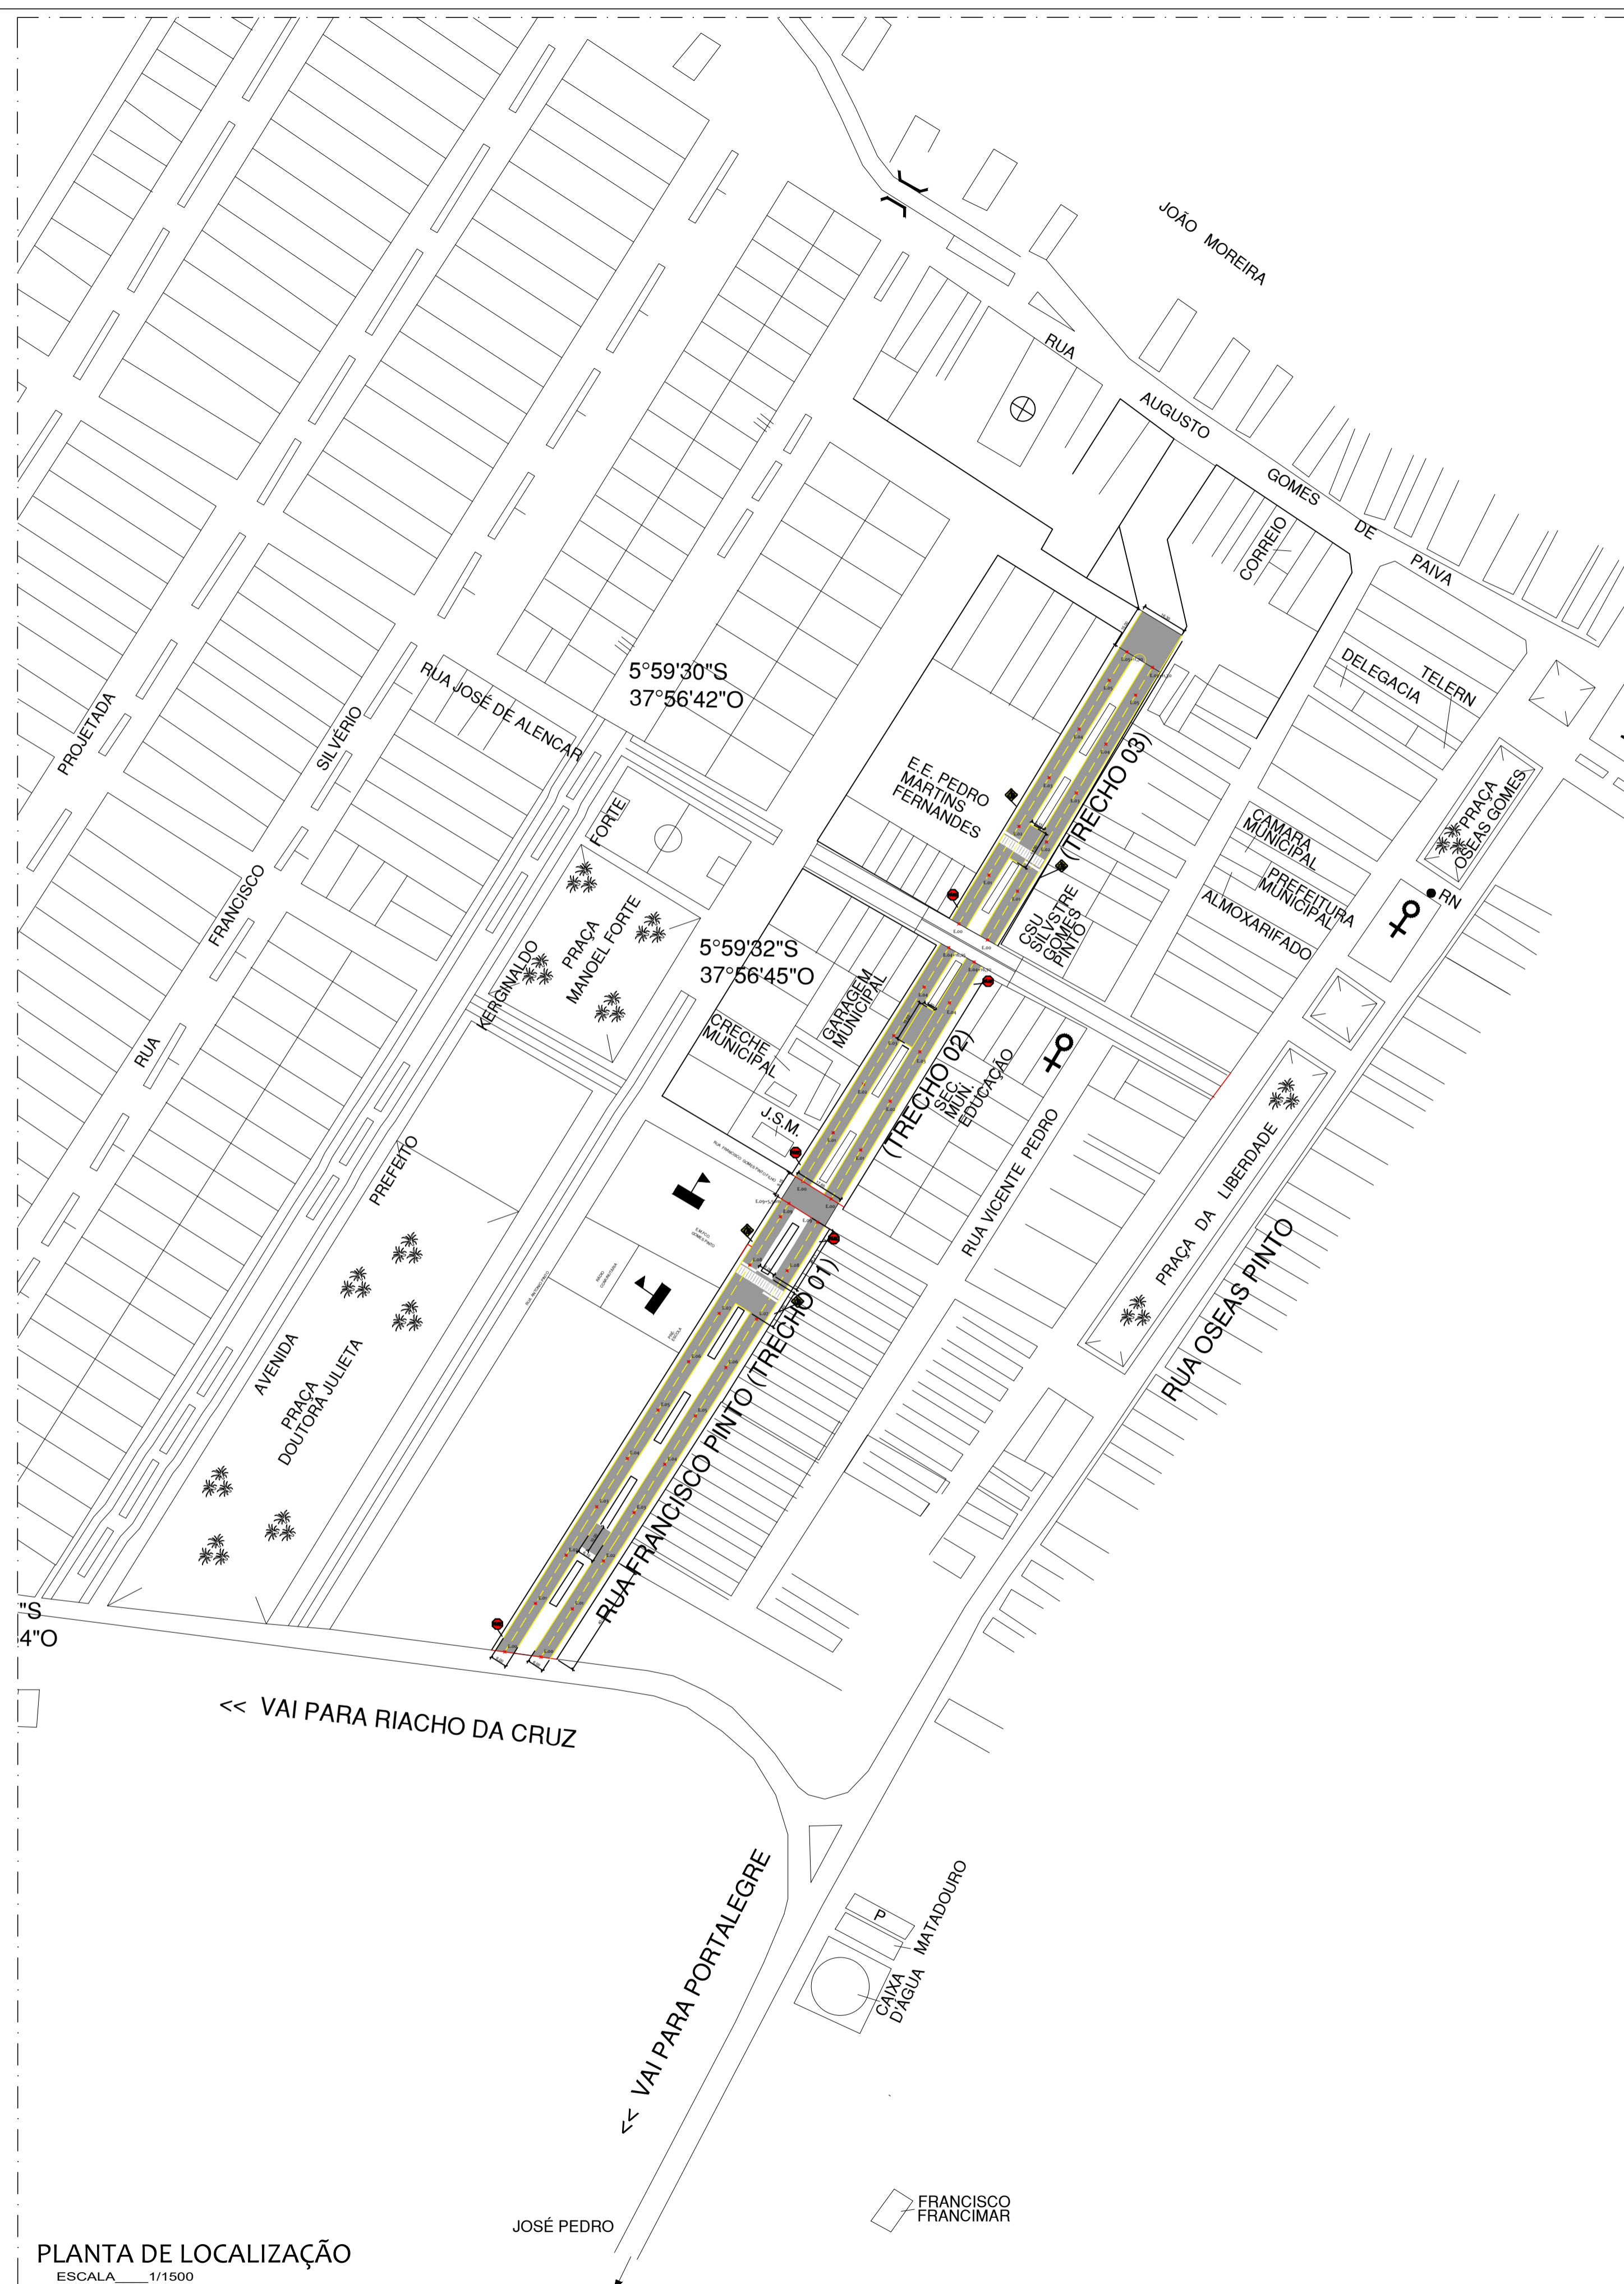 JOÃO MOREIRA
RUA
AUGUSTO
GOMES
DE
PAIVA
CORREIO
5°59'30"S
37°56'42"O
RUA JOSÉ DE ALENCAR
DELEGACIA
TELERN
PROJETADA
SILVÉRIO
FRANCISCO
RUA
E.E. PEDRO
MARTINS
FERNANDES
(TRECHO 03)
PRAÇA
OSEAS GOMES
FORTE
CAMARA
MUNICIPAL
PREFEITURA
MUNICIPAL
ALMOXARIFADO
RN
PRAÇA
MANOEL FORTE
KERGINALDO
5°59'32"S
37°56'45"O
CSU
SILVSTRE
GOMES
PINTO
GARAGEM
MUNICIPAL
CRECHE
MUNICIPAL
J.S.M.
(TRECHO 02)
SEC.
MUN.
EDUCAÇÃO
RUA VICENTE PEDRO
PRAÇA DA LIBERDADE
RUA OSEAS PINTO
PREFEITO
AVENIDA
PRAÇA
DOUTORA JULIETA
RUA FRANCISCO PINTO (TRECHO 01)
"S
4"O
<< VAI PARA RIACHO DA CRUZ
<< VAI PARA PORTALEGRE
P
MATADOURO
CAIXA
D'AGUA
FRANCISCO
FRANCIMAR
JOSÉ PEDRO
PLANTA DE LOCALIZAÇÃO
ESCALA____1/1500